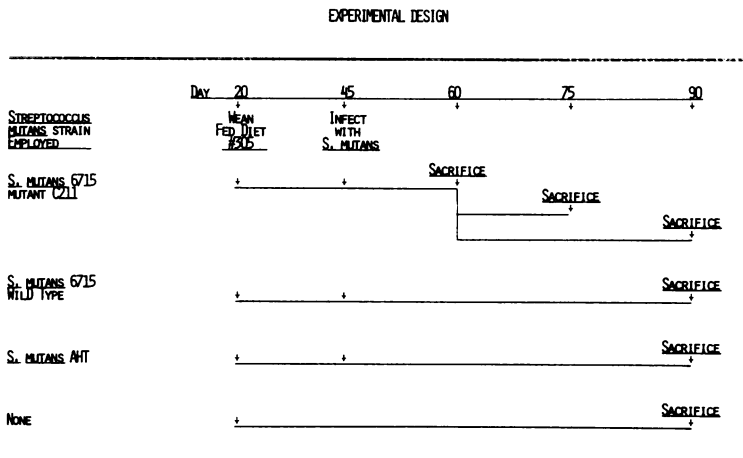 EXPERIMENTAL DESIGN
DAY 20 45 60 75 90
STREPTOCOCCUS
MUTANS STRAIN
EMPLOYED
WEAN
FED DIET
#305
INFECT
WITH
S. MUTANS
S. MUTANS 6715
MUTANT C211
SACRIFICE
SACRIFICE
SACRIFICE
S. MUTANS 6715
WILD TYPE
SACRIFICE
S. MUTANS AHT
SACRIFICE
NONE
SACRIFICE